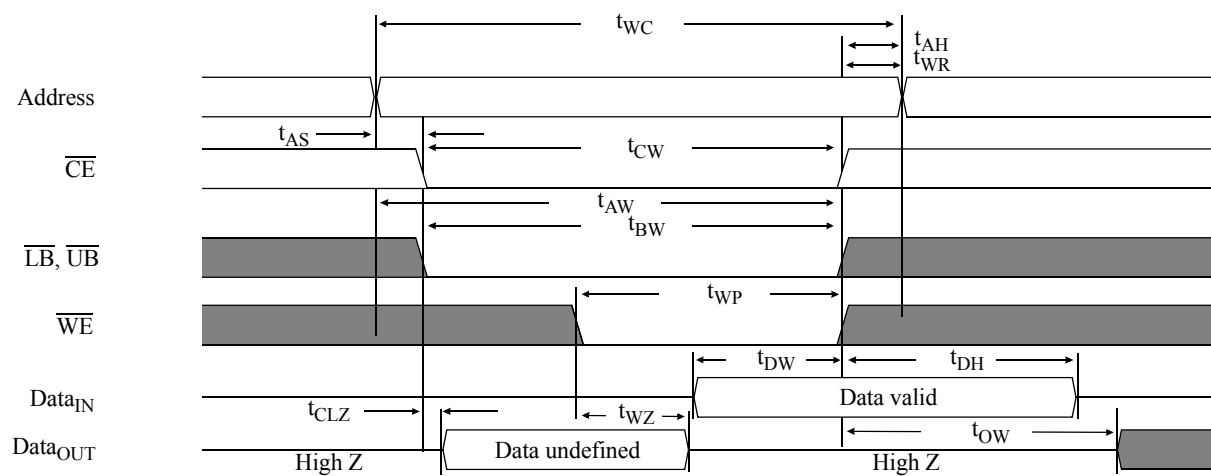 tWC
tAH
tWR
Address
tAS
tCW
CE
tAW
tBW
LB, UB
tWP
WE
tDW
tDH
DataIN
Data valid
tCLZ
tWZ
tOW
DataOUT
Data undefined
High Z
High Z